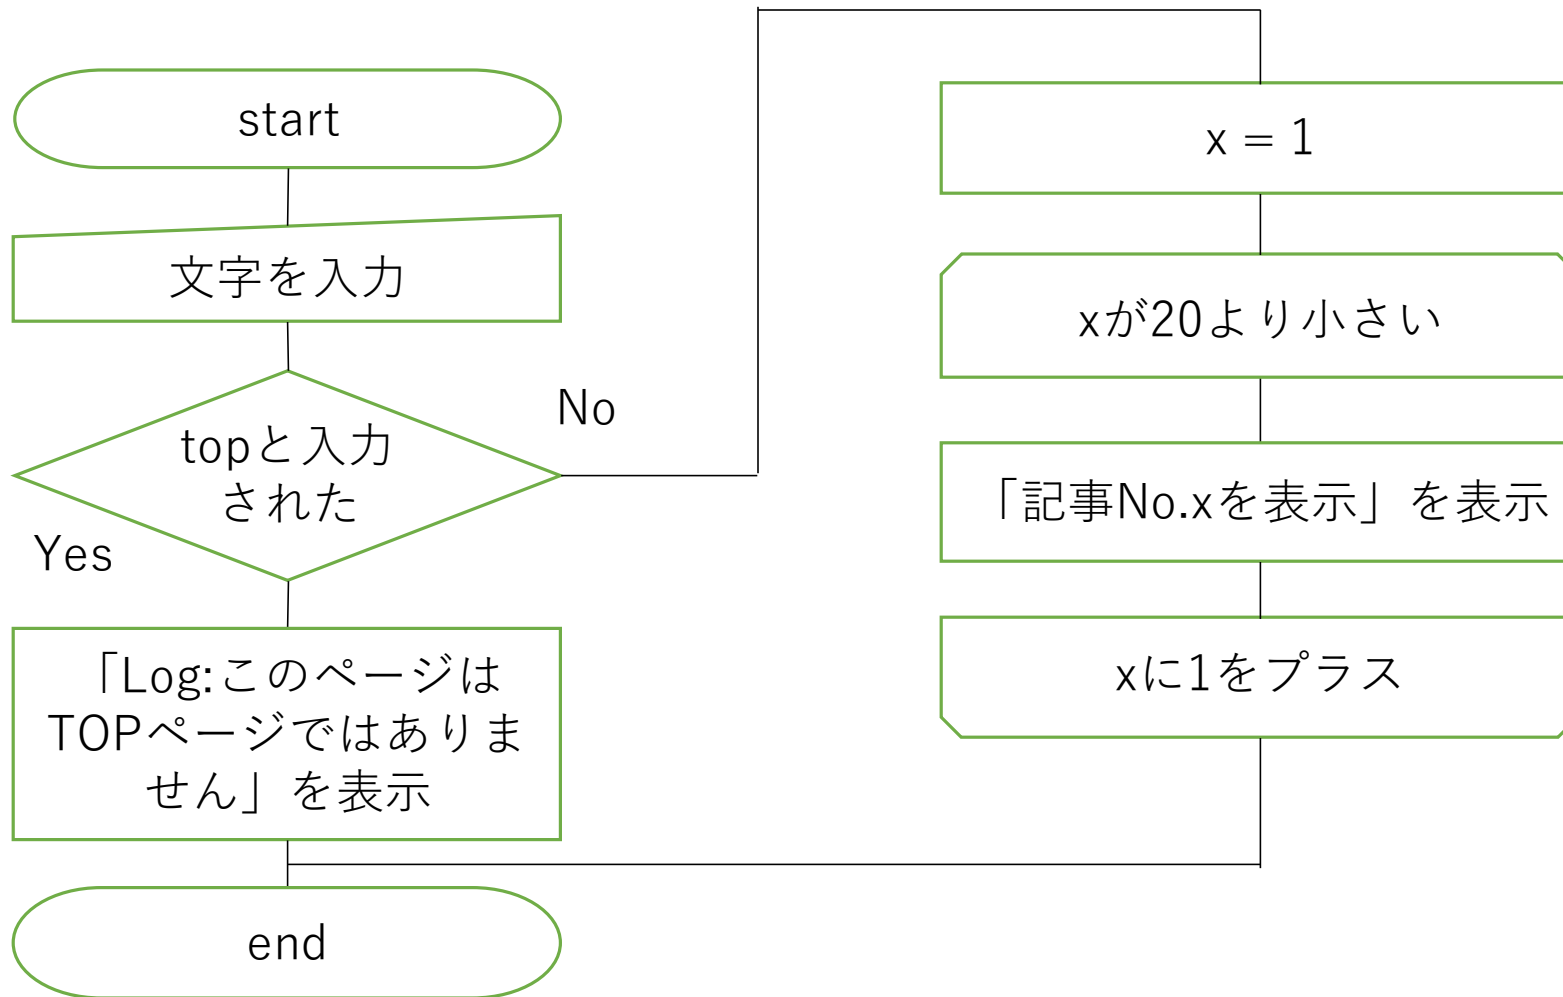 start
文字を入力
topと入力
された
No
Yes
「Log:このページは
TOPページではありま
せん」を表示
end
x = 1
xが20より小さい
「記事No.xを表示」を表示
xに1をプラス